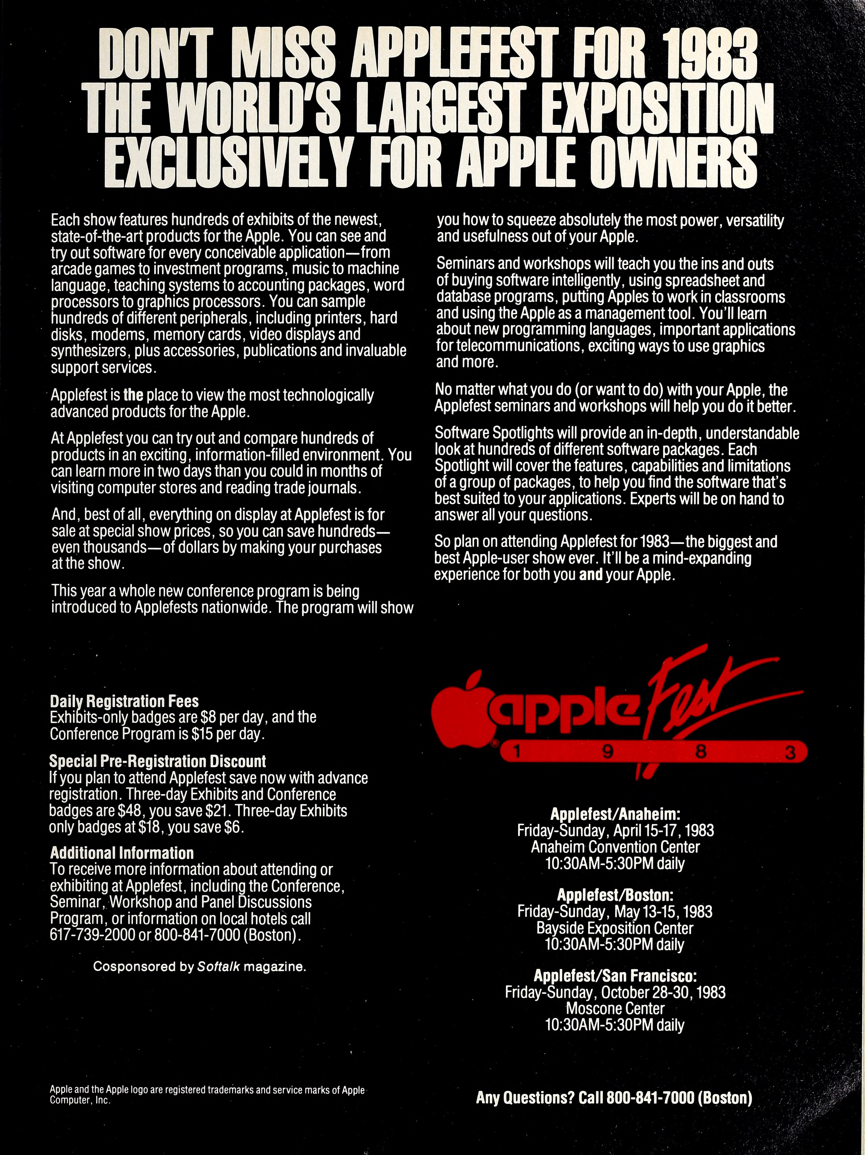 DON'T MISS APPLEFEST FOR 1983
THE WORLD'S LARGEST EXPOSITION
EXCLUSIVELY FOR APPLE OWNERS
Each show features hundreds of exhibits of the newest,
state-of-the-art products for the Apple. You can see and
try out software for every conceivable application—from
arcade games to investment programs, music to machine
language, teaching systems to accounting packages, word
processors to graphics processors. You can sample
hundreds of different peripherals, including printers, hard
disks, modems, memory cards, video displays and
synthesizers, plus accessories, publications and invaluable
support services.
Applefest is the place to view the most technologically
advanced products for the Apple.
At Applefest you can try out and compare hundreds of
products in an exciting, information-filled environment. You
can learn more in two days than you could in months of
visiting computer stores and reading trade journals.
And, best of all, everything on display at Applefest is for
sale at special show prices, so you can save hundreds—
even thousands—of dollars by making your purchases
at the show.
This year a whole new conference program is being
introduced to Applefests nationwide. The program will show
you how to squeeze absolutely the most power, versatility
and usefulness out of your Apple.
Seminars and workshops will teach you the ins and outs
of buying software intelligently, using spreadsheet and
database programs, putting Apples to work in classrooms
and using the Apple as a management tool. You'll learn
about new programming languages, important applications
for telecommunications, exciting ways to use graphics
and more.
No matter what you do (or want to do) with your Apple, the
Applefest seminars and workshops will help you do it better.
Software Spotlights will provide an in-depth, understandable
look at hundreds of different software packages. Each
Spotlight will cover the features, capabilities and limitations
of a group of packages, to help you find the software that's
best suited to your applications. Experts will be on hand to
answer all your questions.
So plan on attending Applefest for 1983—the biggest and
best Apple-user show ever. It'll be a mind-expanding
experience for both you and your Apple.
Daily Registration Fees
Exhibits-only badges are $8 per day, and the
Conference Program is $15 per day.
Special Pre-Registration Discount
If you plan to attend Applefest save now with advance
registration. Three-day Exhibits and Conference
badges are $48, you save $21. Three-day Exhibits
only badges at $18, you save $6.
Additional Information
To receive more information about attending or
exhibiting at Applefest, including the Conference,
Seminar, Workshop and Panel Discussions
Program, or information on local hotels call
617-739-2000 or 800-841-7000 (Boston).
Cosponsored by Softalk magazine.
Apple and the Apple logo are registered trademarks and service marks of Apple
Computer, Inc.
apple Fest
®
1 9 8 3
Applefest/Anaheim:
Friday-Sunday, April 15-17, 1983
Anaheim Convention Center
10:30AM-5:30PM daily
Applefest/Boston:
Friday-Sunday, May 13-15, 1983
Bayside Exposition Center
10:30AM-5:30PM daily
Applefest/San Francisco:
Friday-Sunday, October 28-30, 1983
Moscone Center
10:30AM-5:30PM daily
Any Questions? Call 800-841-7000 (Boston)